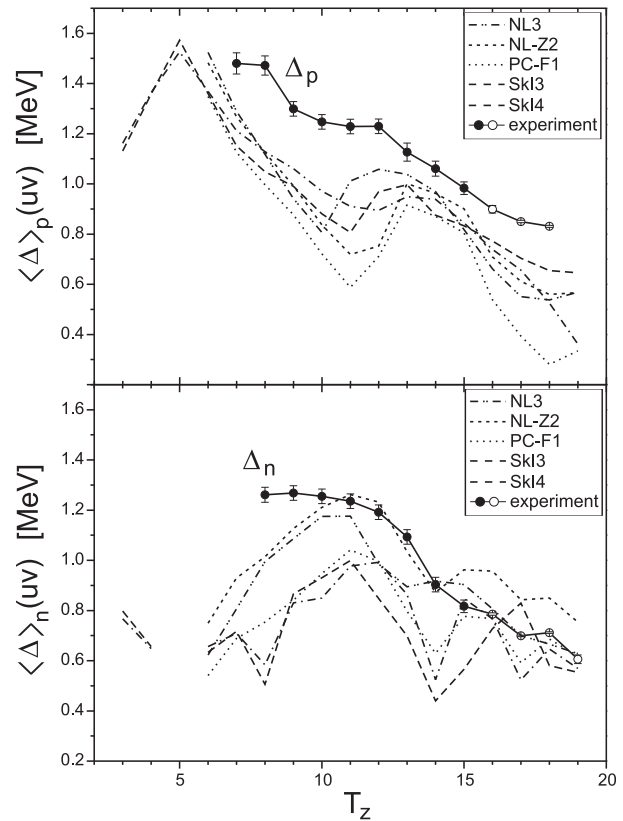 1.6
1.4
1.2
1.0
0.8
0.6
0.4
⟨Δ⟩p(uv) [MeV]
Δp
NL3
NL-Z2
PC-F1
SkI3
SkI4
experiment
1.6
1.4
1.2
1.0
0.8
0.6
0.4
0.2
⟨Δ⟩n(uv) [MeV]
Δn
NL3
NL-Z2
PC-F1
SkI3
SkI4
experiment
5 10 15 20
Tz